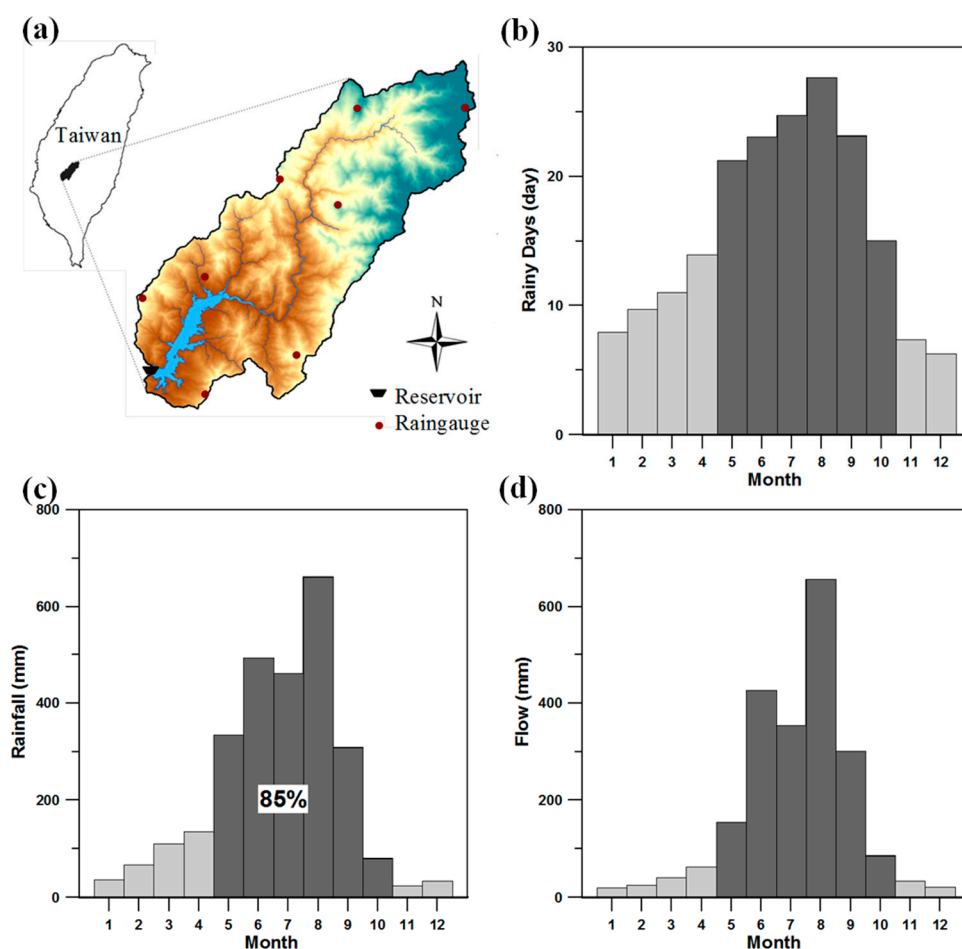 (a)
Taiwan
N
Reservoir
Raingauge
(b)
30
20
10
0
Rainy Days (day)
1 2 3 4 5 6 7 8 9 10 11 12
Month
(c)
800
600
400
200
0
Rainfall (mm)
85%
1 2 3 4 5 6 7 8 9 10 11 12
Month
(d)
800
600
400
200
0
Flow (mm)
1 2 3 4 5 6 7 8 9 10 11 12
Month